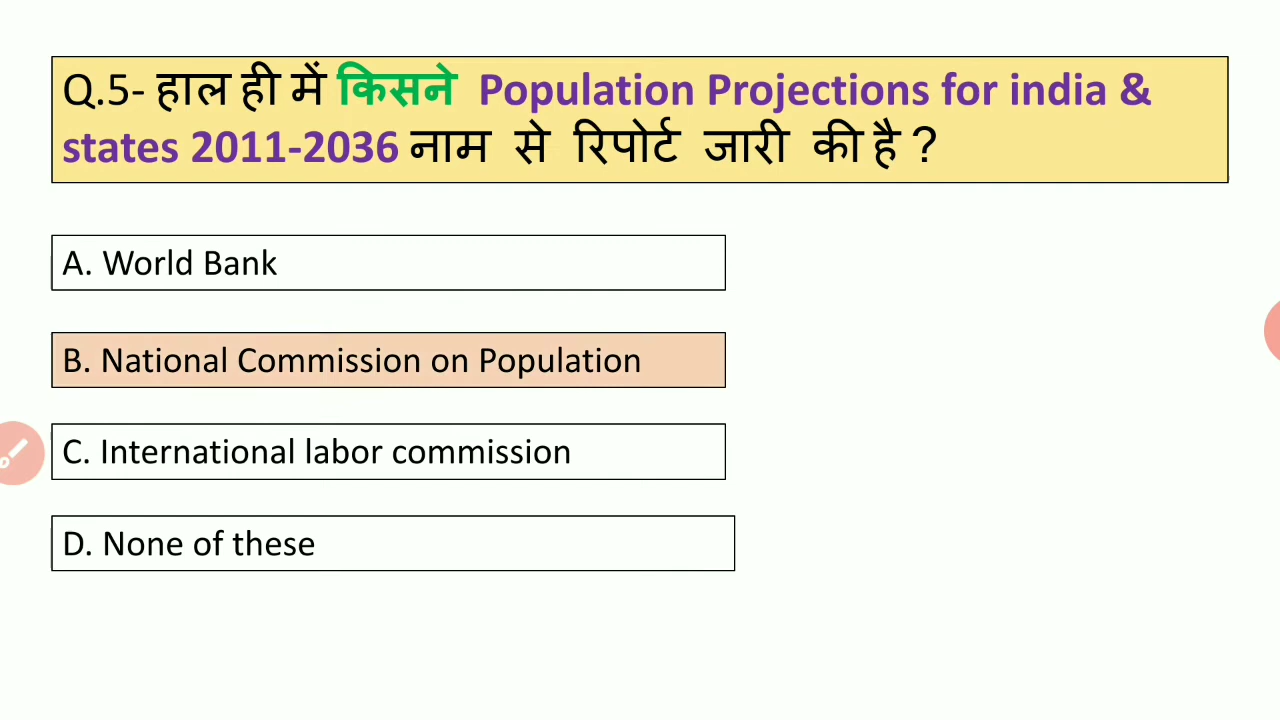 Q.5- हाल ही में किसने Population Projections for india &
states 2011-2036 नाम से रिपोर्ट जारी की है ?
A. World Bank
B. National Commission on Population
C. International labor commission
D. None of these